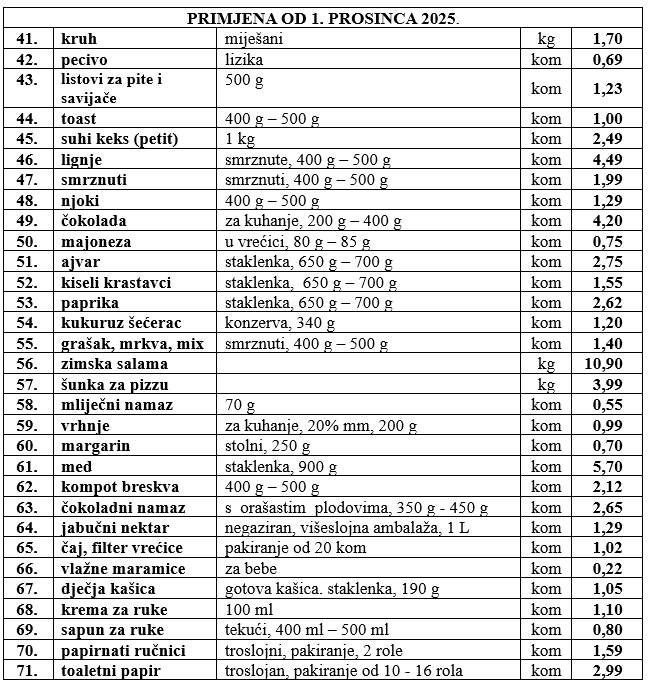 PRIMJENA OD 1. PROSINCA 2025.
41. kruh miješani kg 1,70
42. pecivo lizika kom 0,69
43. listovi za pite i savijače 500 g kom 1,23
44. toast 400 g – 500 g kom 1,00
45. suhi keks (petit) 1 kg kom 2,49
46. lignje smrznute, 400 g – 500 g kom 4,49
47. smrznuti smrznuti, 400 g – 500 g kom 1,99
48. njoki 400 g – 500 g kom 1,29
49. čokolada za kuhanje, 200 g – 400 g kom 4,20
50. majoneza u vrećici, 80 g – 85 g kom 0,75
51. ajvar staklenka, 650 g – 700 g kom 2,75
52. kiseli krastavci staklenka, 650 g – 700 g kom 1,55
53. paprika staklenka, 650 g – 700 g kom 2,62
54. kukuruz šećerac konzerva, 340 g kom 1,20
55. grašak, mrkva, mix smrznuti, 400 g – 500 g kom 1,40
56. zimska salama kg 10,90
57. šunka za pizzu kg 3,99
58. mliječni namaz 70 g kom 0,55
59. vrhnje za kuhanje, 20% mm, 200 g kom 0,99
60. margarin stolni, 250 g kom 0,70
61. med staklenka, 900 g kom 5,70
62. kompot breskva 400 g – 500 g kom 2,12
63. čokoladni namaz s orašastim plodovima, 350 g - 450 g kom 2,65
64. jabučni nektar negaziran, višeslojna ambalaža, 1 L kom 1,29
65. čaj, filter vrećice pakiranje od 20 kom kom 1,02
66. vlažne maramice za bebe kom 0,22
67. dječja kašica gotova kašica. staklenka, 190 g kom 1,05
68. krema za ruke 100 ml kom 1,10
69. sapun za ruke tekući, 400 ml – 500 ml kom 0,80
70. papirnati ručnici troslojni, pakiranje, 2 role kom 1,59
71. toaletni papir troslojan, pakiranje od 10 - 16 rola kom 2,99